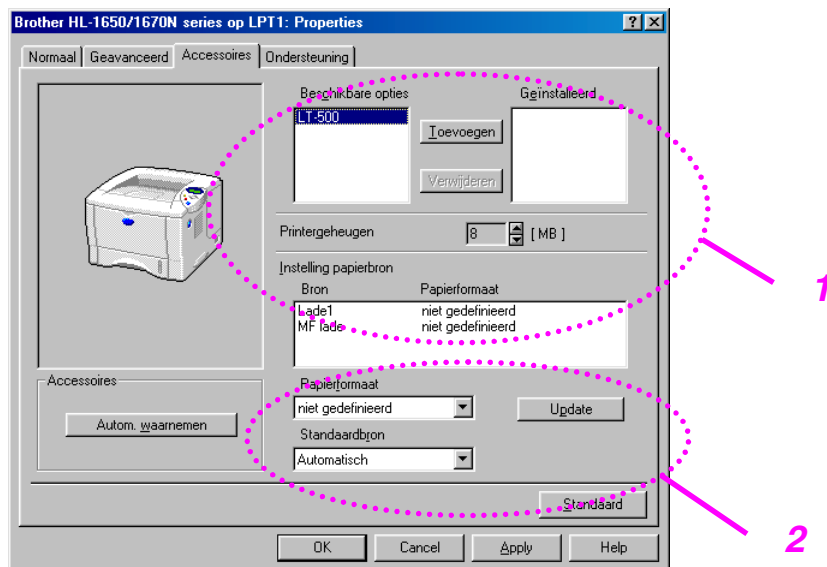 Brother HL-1650/1670N series op LPT1: Properties
Normaal Geavanceerd Accessoires Ondersteuning
Beschikbare opties Geïnstalleerd
LT-500
Toevoegen
Verwijderen
Printergeheugen 8 [ MB ]
1
Instelling papierbron
Bron Papierformaat
Lade1 niet gedefinieerd
MF lade niet gedefinieerd
Accessoires
Autom. waarnemen
Papierformaat
niet gedefinieerd Update
Standaardbron
Automatisch
Standaard
2
OK Cancel Apply Help